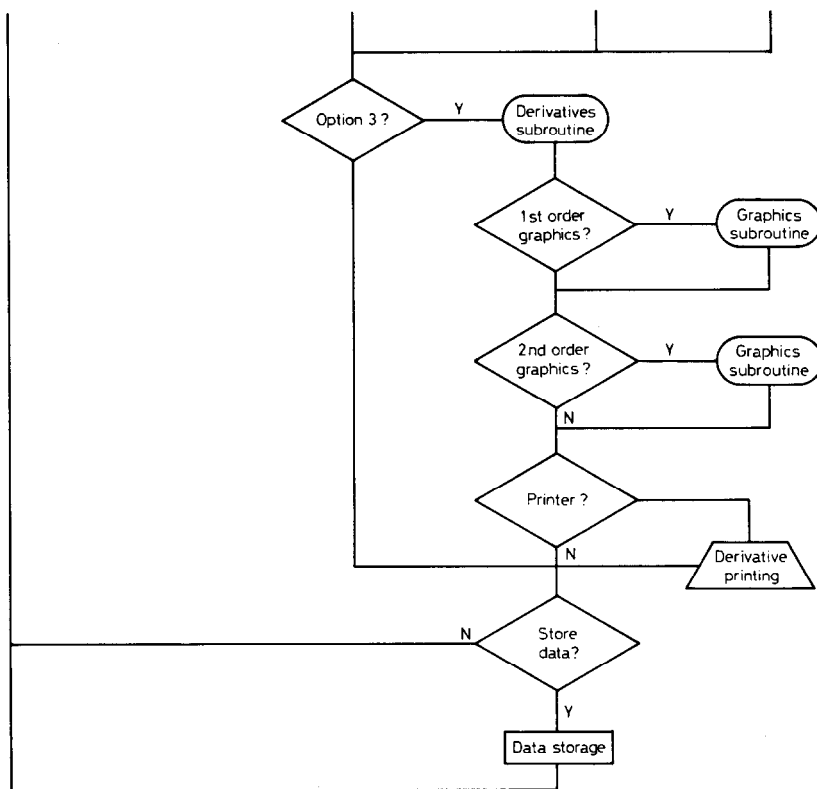 Option 3 ?
Y
Derivatives
subroutine
1st order
graphics ?
Y
Graphics
subroutine
2nd order
graphics ?
Y
Graphics
subroutine
N
Printer ?
N
Derivative
printing
N
Store
data?
Y
Data storage